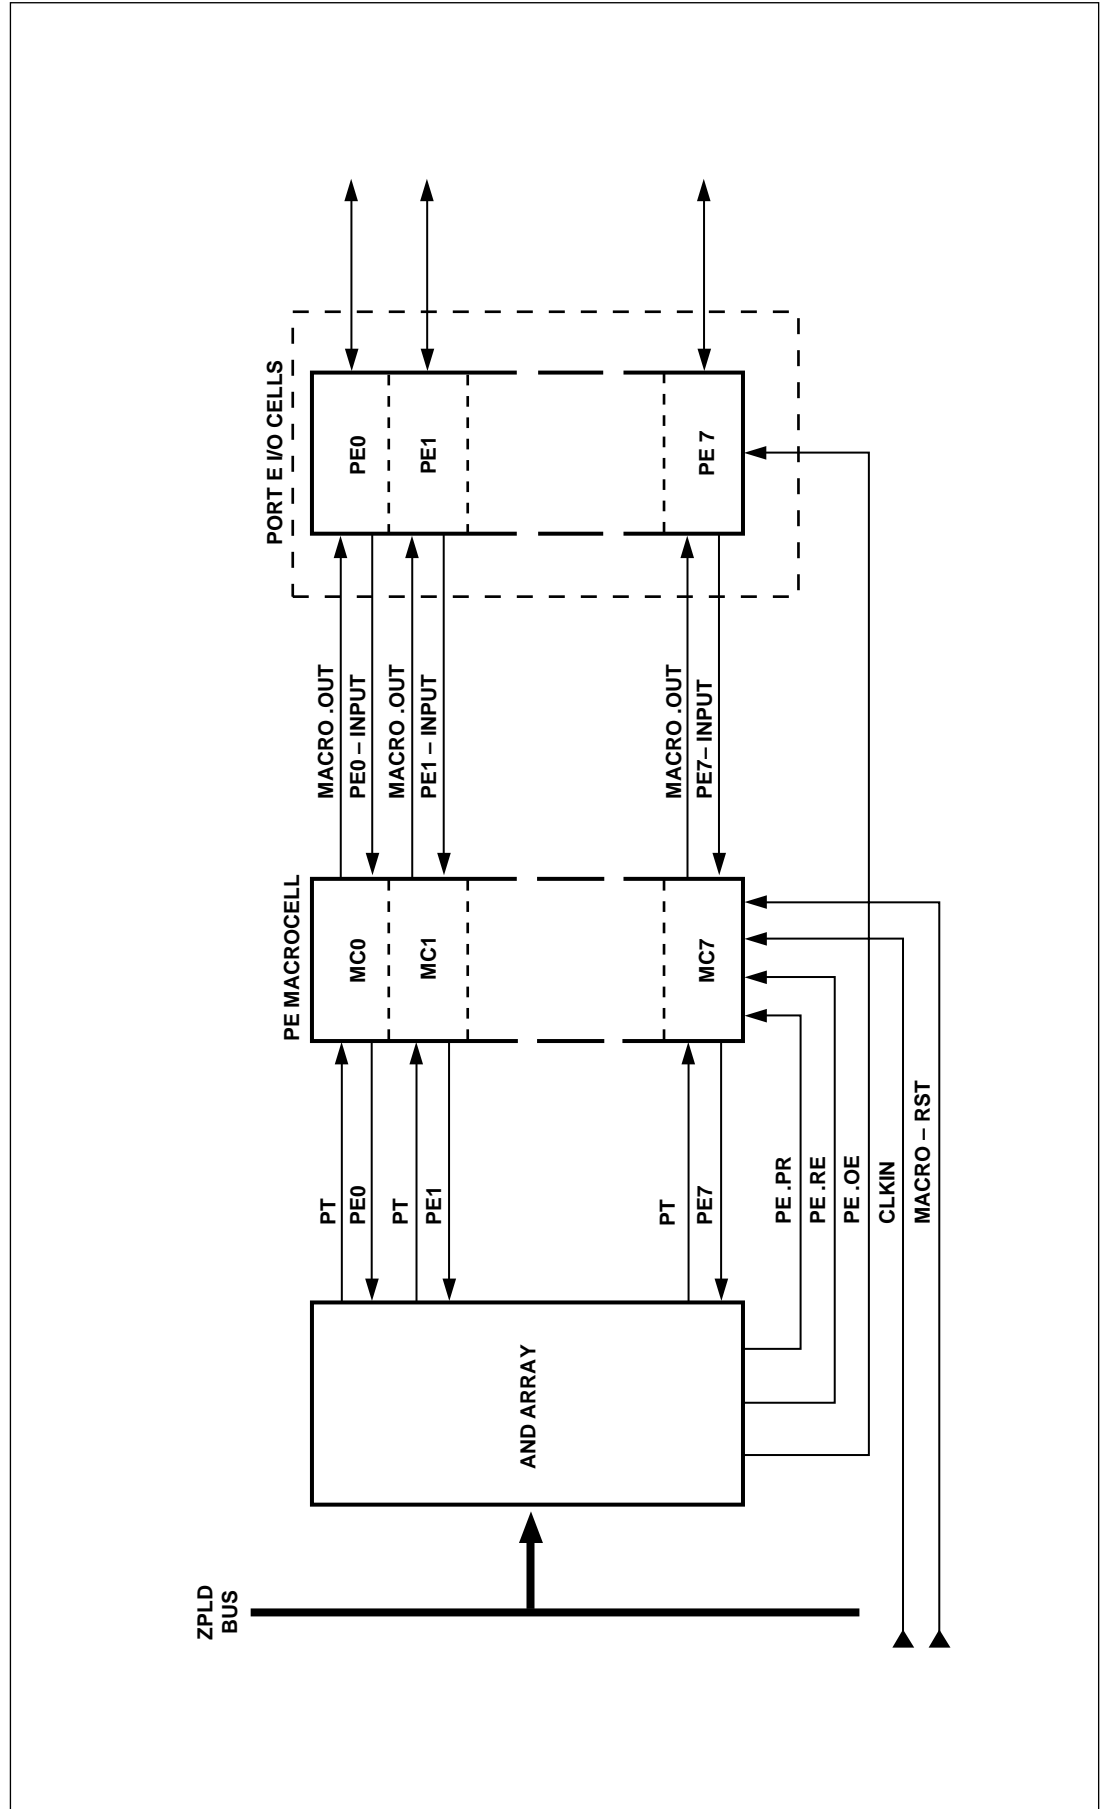 ZPLD
BUS
AND ARRAY
PT
PE0
PT
PE1
PT
PE7
PE .PR
PE .RE
PE .OE
CLKIN
MACRO – RST
PE MACROCELL
MC0
MC1
MC7
MACRO .OUT
PE0 – INPUT
MACRO .OUT
PE1 – INPUT
MACRO .OUT
PE7– INPUT
PORT E I/O CELLS
PE0
PE1
PE 7